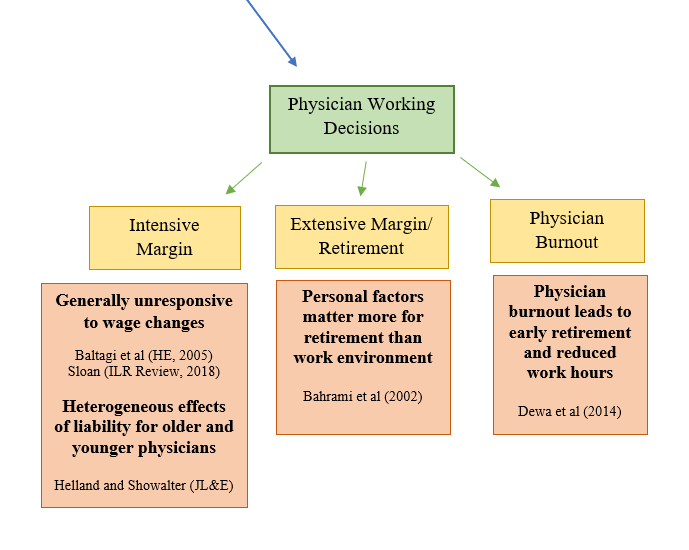 Physician Working
Decisions
Intensive
Margin
Extensive Margin/
Retirement
Physician
Burnout
Generally unresponsive
to wage changes
Baltagi et al (HE, 2005)
Sloan (ILR Review, 2018)
Heterogeneous effects
of liability for older and
younger physicians
Helland and Showalter (JL&E)
Personal factors
matter more for
retirement than
work environment
Bahrami et al (2002)
Physician
burnout leads to
early retirement
and reduced
work hours
Dewa et al (2014)